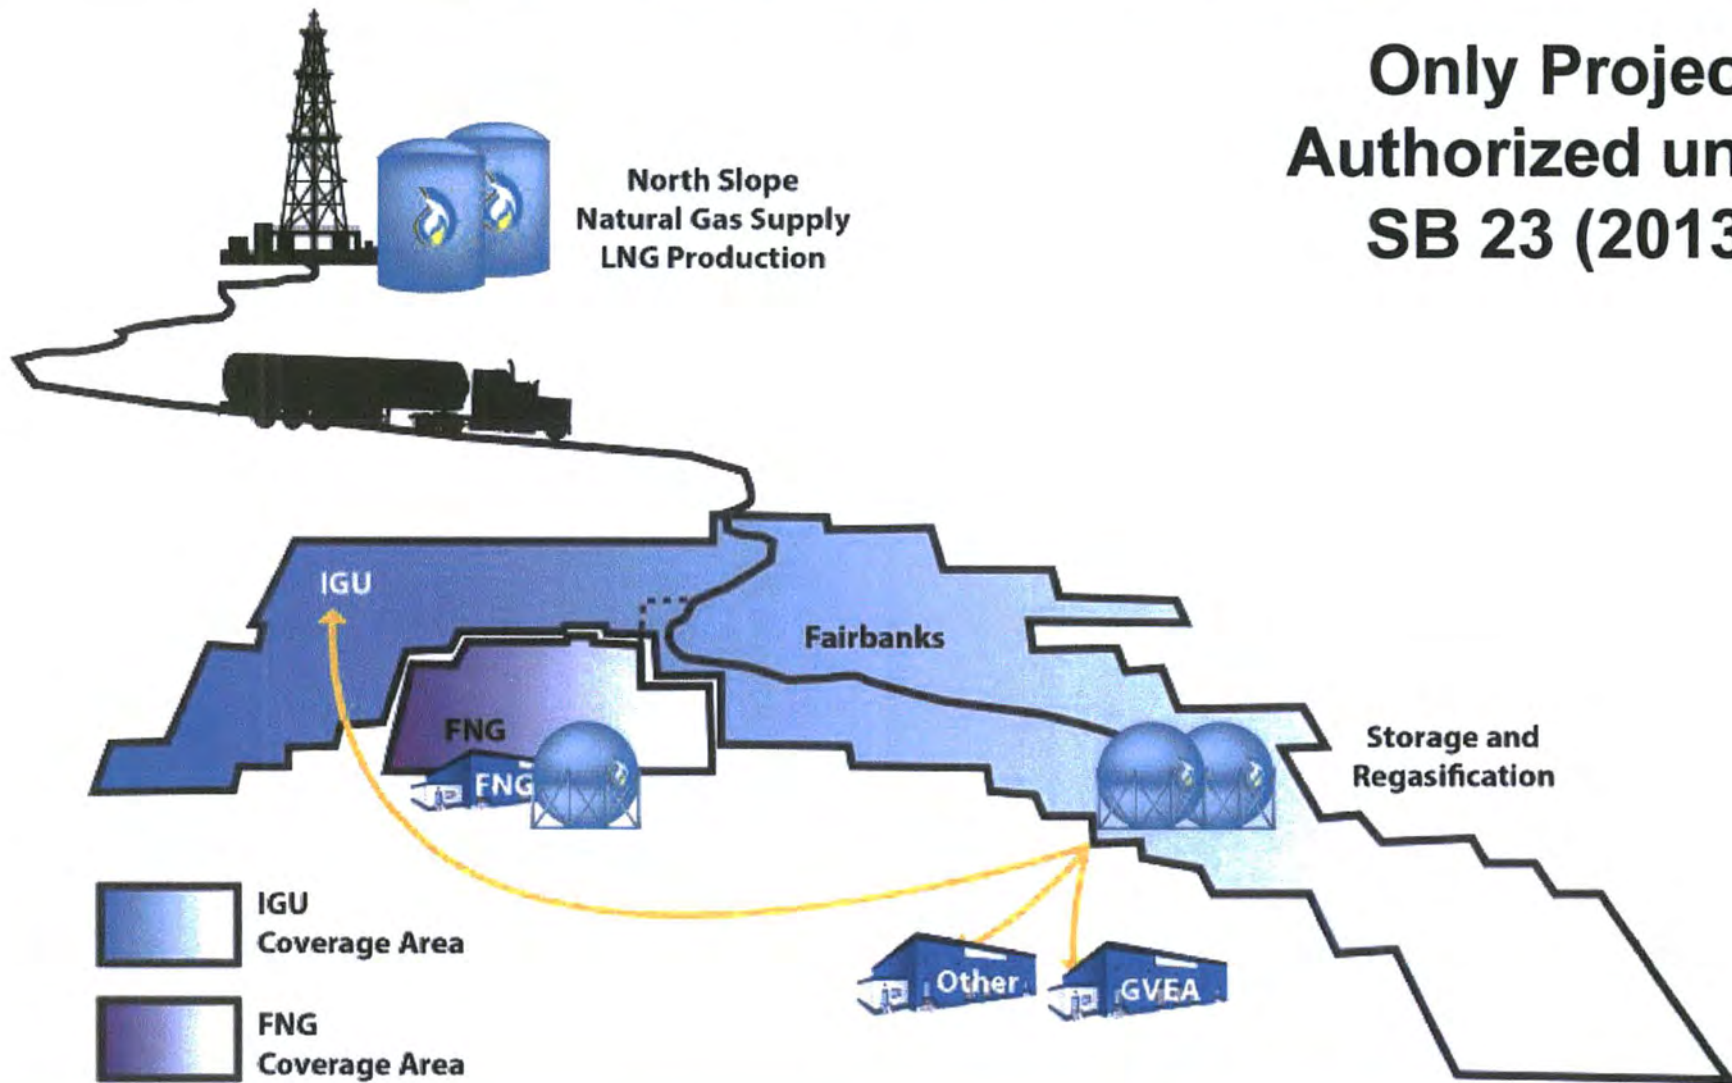 Only Projec
Authorized un
SB 23 (2013
North Slope
Natural Gas Supply
LNG Production
IGU
Fairbanks
FNG
FNG
Storage and
Regasification
IGU
Coverage Area
Other
GVEA
FNG
Coverage Area